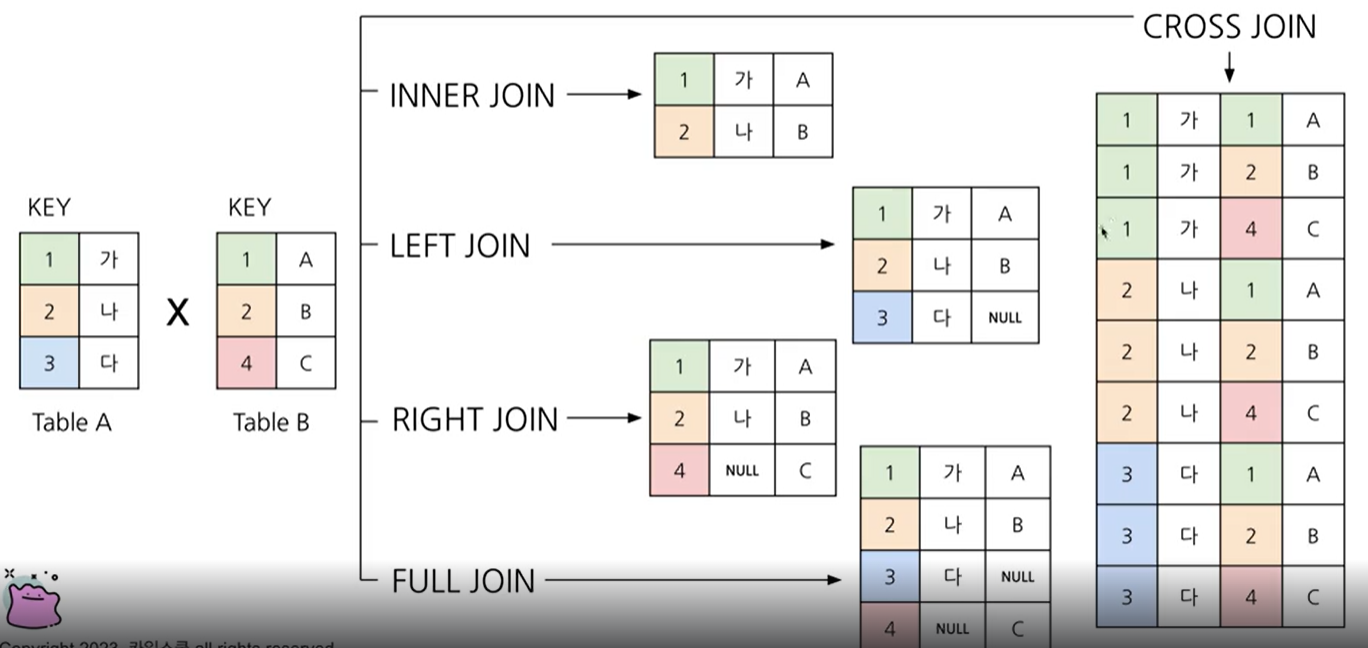 CROSS JOIN
INNER JOIN
1 가 A
2 나 B
KEY
1 가
2 나
3 다
Table A
X
KEY
1 A
2 B
4 C
Table B
LEFT JOIN
1 가 A
2 나 B
3 다 NULL
RIGHT JOIN
1 가 A
2 나 B
4 NULL C
FULL JOIN
1 가 A
2 나 B
3 다 NULL
4 NULL C
1 가 1 A
1 가 2 B
1 가 4 C
2 나 1 A
2 나 2 B
2 나 4 C
3 다 1 A
3 다 2 B
3 다 4 C
Copyright 2023. all rights reserved